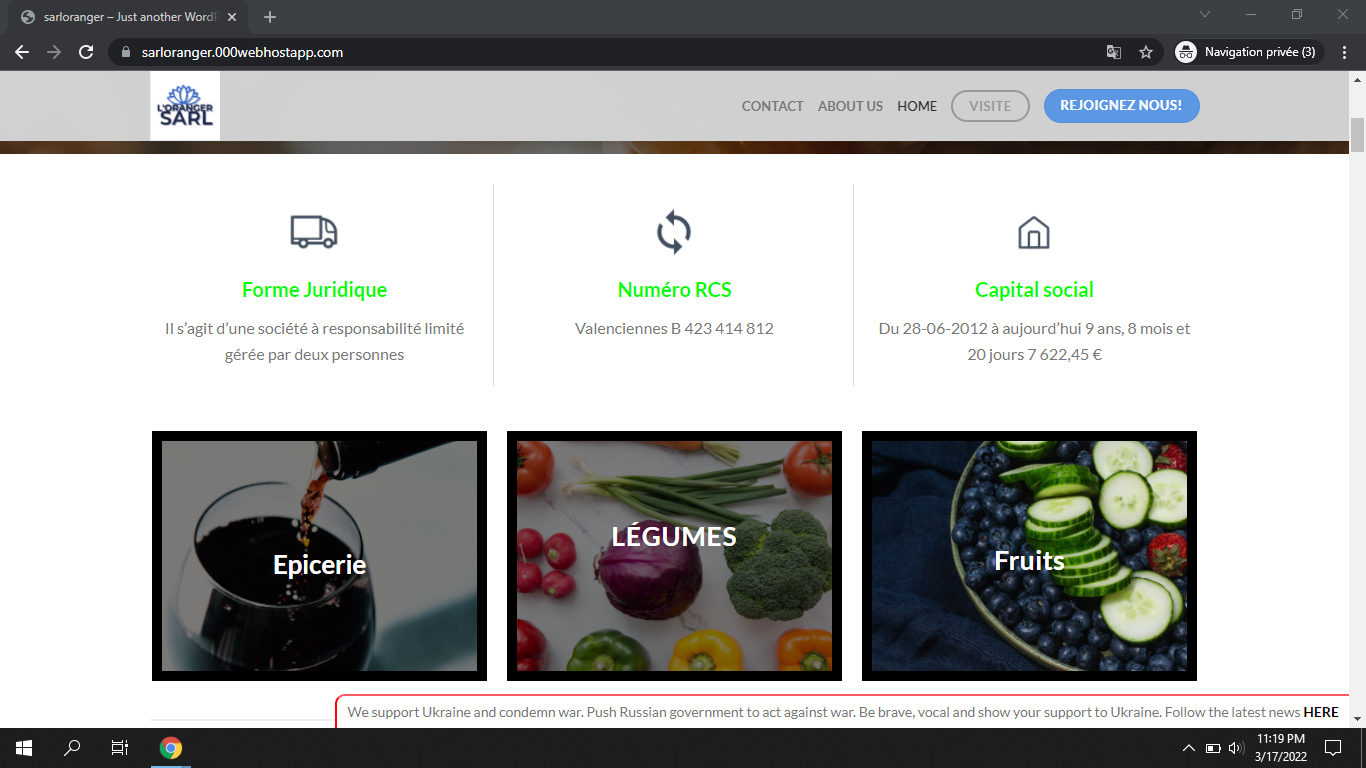 sarloranger – Just another WordP
sarloranger.000webhostapp.com
Navigation privée (3)
L'ORANGER
SARL
CONTACT
ABOUT US
HOME
VISITE
REJOIGNEZ NOUS!
Forme Juridique
Il s’agit d’une société à responsabilité limité
gérée par deux personnes
Numéro RCS
Valenciennes B 423 414 812
Capital social
Du 28-06-2012 à aujourd’hui 9 ans, 8 mois et
20 jours 7 622,45 €
Epicerie
LÉGUMES
Fruits
We support Ukraine and condemn war. Push Russian government to act against war. Be brave, vocal and show your support to Ukraine. Follow the latest news HERE
11:19 PM
3/17/2022